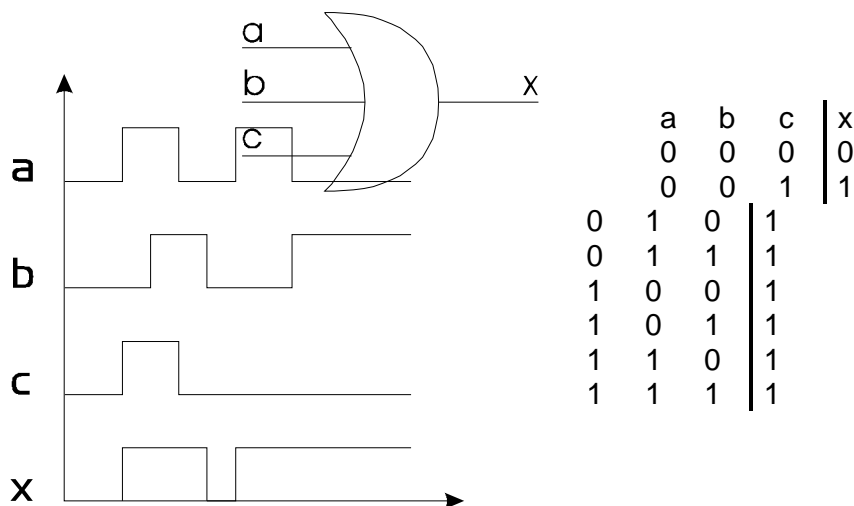 a
b
c
x
a
b
c
x
a b c x
0 0 0 0
0 0 1 1
0 1 0 1
0 1 1 1
1 0 0 1
1 0 1 1
1 1 0 1
1 1 1 1